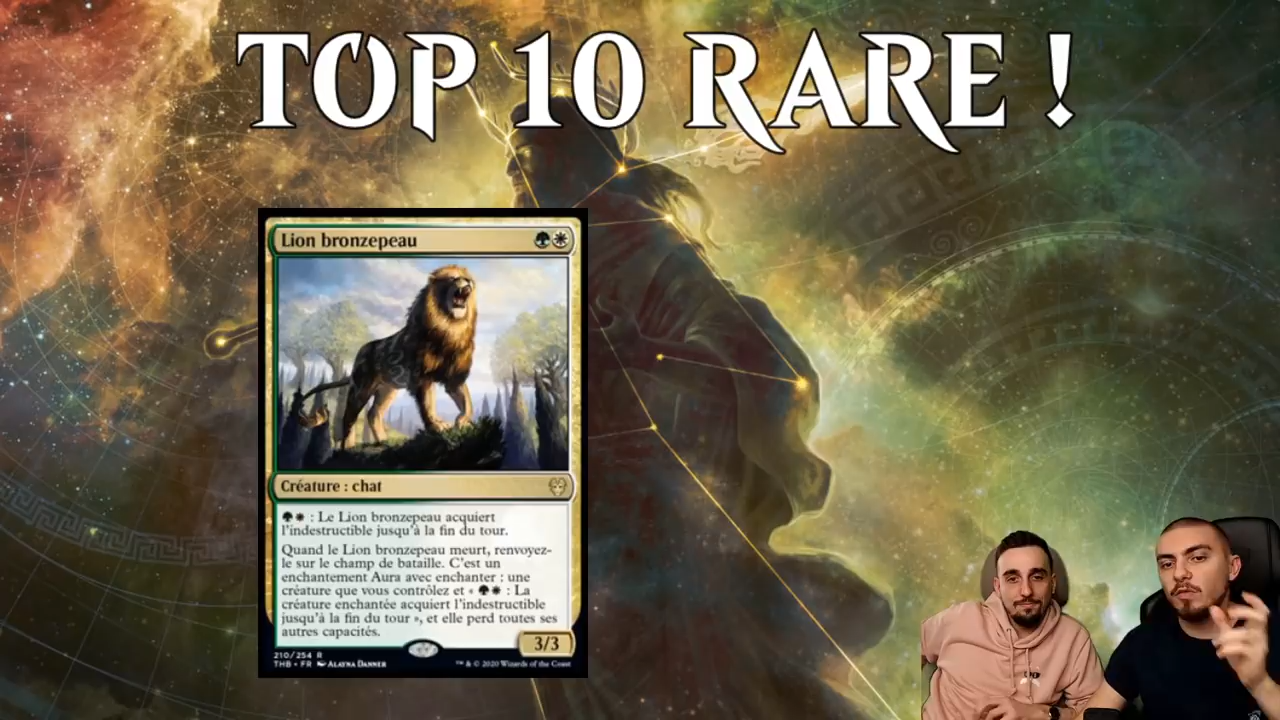 TOP 10 RARE !
Lion bronzepeau
Créature : chat
: Le Lion bronzepeau acquiert
l'indestructible jusqu'à la fin du tour.
Quand le Lion bronzepeau meurt, renvoyez-
le sur le champ de bataille. C'est un
enchantement Aura avec enchanter : une
créature que vous contrôlez et « : La
créature enchantée acquiert l'indestructible
jusqu'à la fin du tour », et elle perd toutes ses
autres capacités.
3/3
210/254 R
THB • FR Alayna Danner
™ & © 2020 Wizards of the Coast